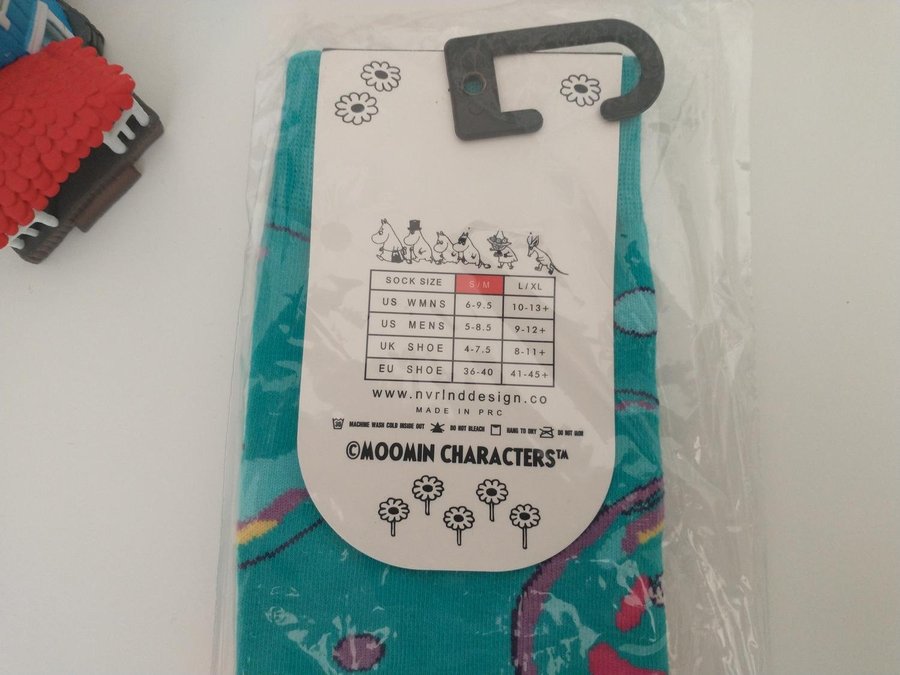 SOCK SIZE S/M L/XL
US WMNS 6-9.5 10-13+
US MENS 5-8.5 9-12+
UK SHOE 4-7.5 8-11+
EU SHOE 36-40 41-45+
www.nvrlnddesign.co
MADE IN PRC
30 MACHINE WASH COLD INSIDE OUT DO NOT BLEACH HANG TO DRY DO NOT IRON
©MOOMIN CHARACTERS™